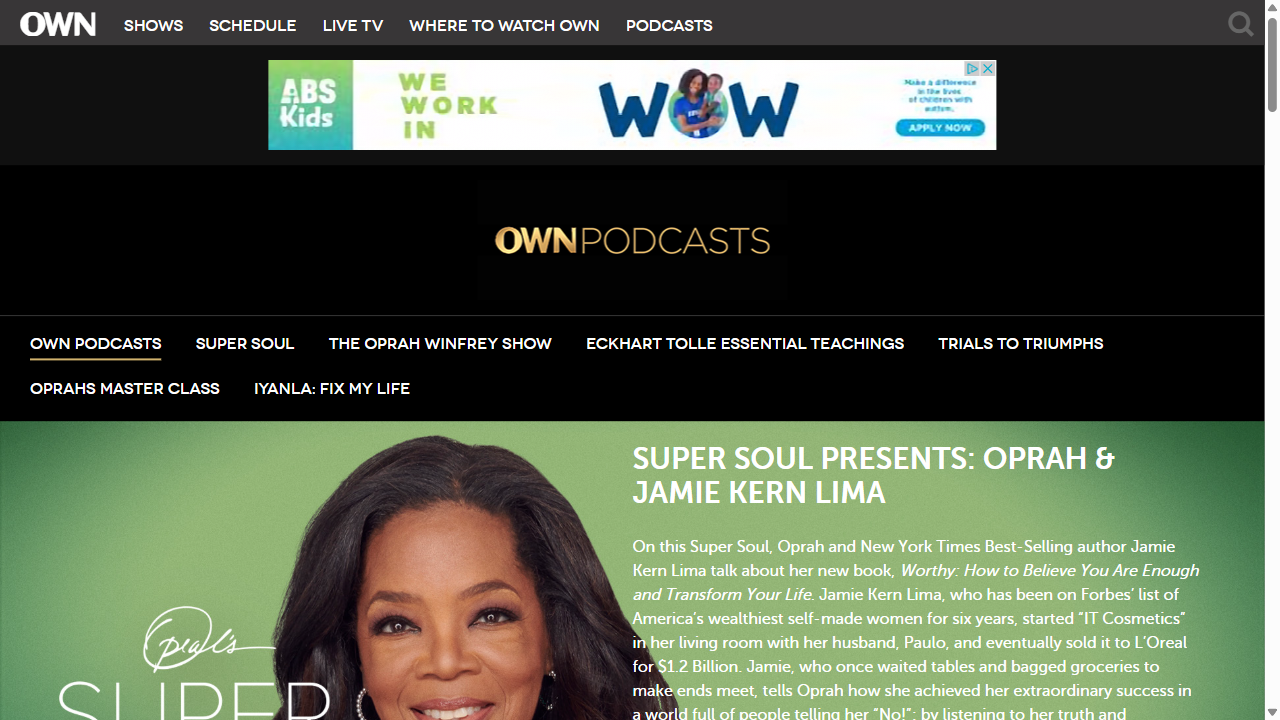 OWN SHOWS SCHEDULE LIVE TV WHERE TO WATCH OWN PODCASTS
ABS
Kids
WE
WORK
IN
WOW
Make a difference
in the lives
of children with
autism.
APPLY NOW
OWN PODCASTS
OWN PODCASTS SUPER SOUL THE OPRAH WINFREY SHOW ECKHART TOLLE ESSENTIAL TEACHINGS TRIALS TO TRIUMPHS
OPRAHS MASTER CLASS IYANLA: FIX MY LIFE
Oprah's
SUPER
SUPER SOUL PRESENTS: OPRAH &
JAMIE KERN LIMA
On this Super Soul, Oprah and New York Times Best-Selling author Jamie
Kern Lima talk about her new book, Worthy: How to Believe You Are Enough
and Transform Your Life. Jamie Kern Lima, who has been on Forbes’ list of
America’s wealthiest self-made women for six years, started “IT Cosmetics”
in her living room with her husband, Paulo, and eventually sold it to L’Oreal
for $1.2 Billion. Jamie, who once waited tables and bagged groceries to
make ends meet, tells Oprah how she achieved her extraordinary success in
a world full of people telling her “No!”: by listening to her truth and